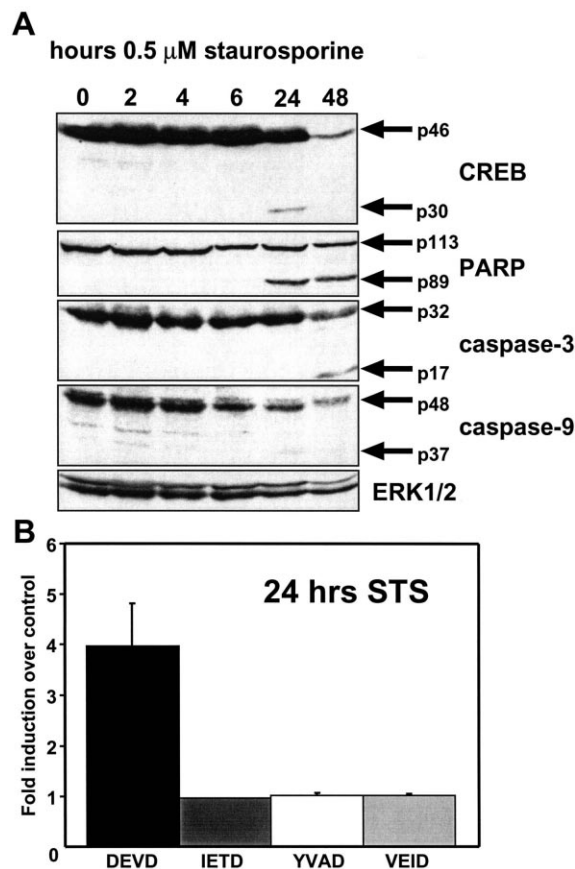 A
hours 0.5 µM staurosporine
0 2 4 6 24 48
p46
CREB
p30
p113
PARP
p89
p32
caspase-3
p17
p48
caspase-9
p37
ERK1/2
B
24 hrs STS
Fold induction over control
6
5
4
3
2
1
0
DEVD IETD YVAD VEID